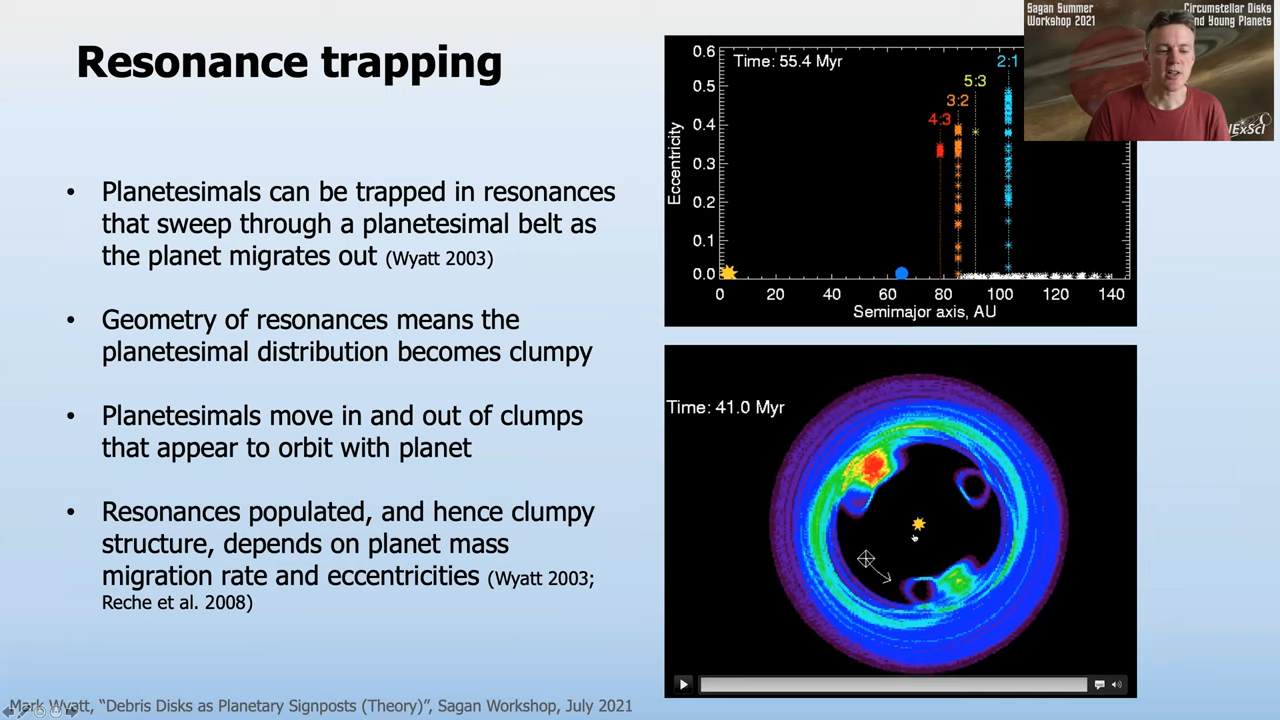 Resonance trapping
• Planetesimals can be trapped in resonances
that sweep through a planetesimal belt as
the planet migrates out (Wyatt 2003)
• Geometry of resonances means the
planetesimal distribution becomes clumpy
• Planetesimals move in and out of clumps
that appear to orbit with planet
• Resonances populated, and hence clumpy
structure, depends on planet mass
migration rate and eccentricities (Wyatt 2003;
Reche et al. 2008)
Mark Wyatt, “Debris Disks as Planetary Signposts (Theory)”, Sagan Workshop, July 2021
Time: 55.4 Myr
2:1
5:3
3:2
4:3
Eccentricity
0.6
0.5
0.4
0.3
0.2
0.1
0.0
0 20 40 60 80 100 120 140
Semimajor axis, AU
Time: 41.0 Myr
Sagan Summer
Workshop 2021
Circumstellar Disks
and Young Planets
NExScI